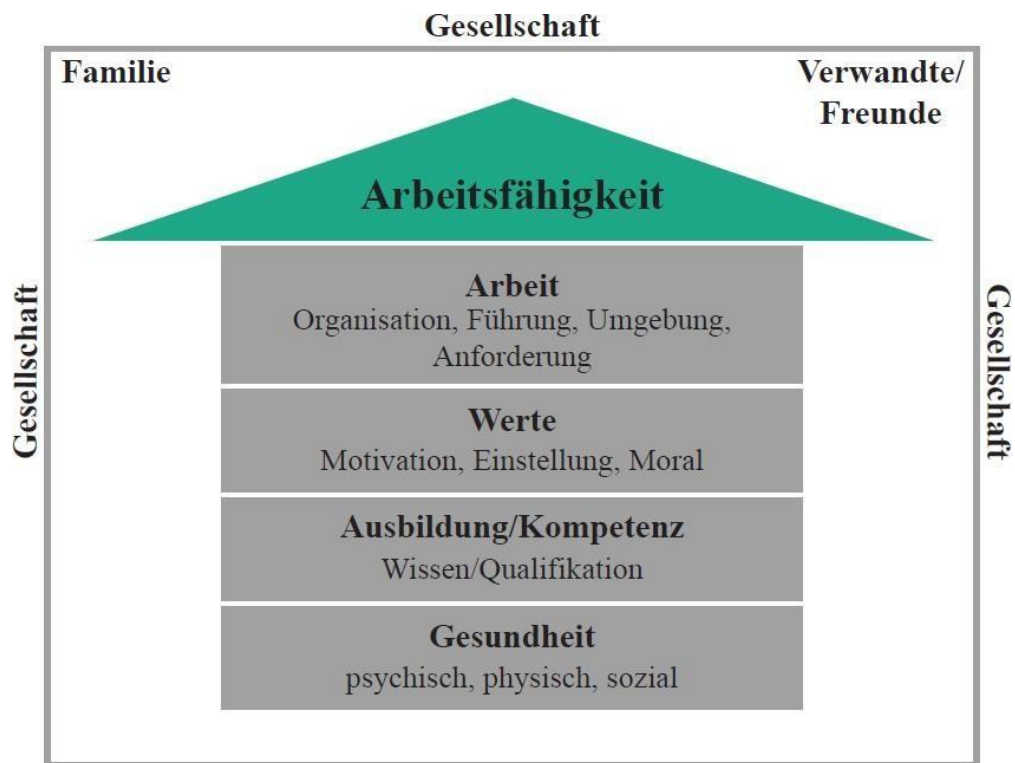 Gesellschaft
Familie
Verwandte/
Freunde
Arbeitsfähigkeit
Gesellschaft
Gesellschaft
Arbeit
Organisation, Führung, Umgebung,
Anforderung
Werte
Motivation, Einstellung, Moral
Ausbildung/Kompetenz
Wissen/Qualifikation
Gesundheit
psychisch, physisch, sozial